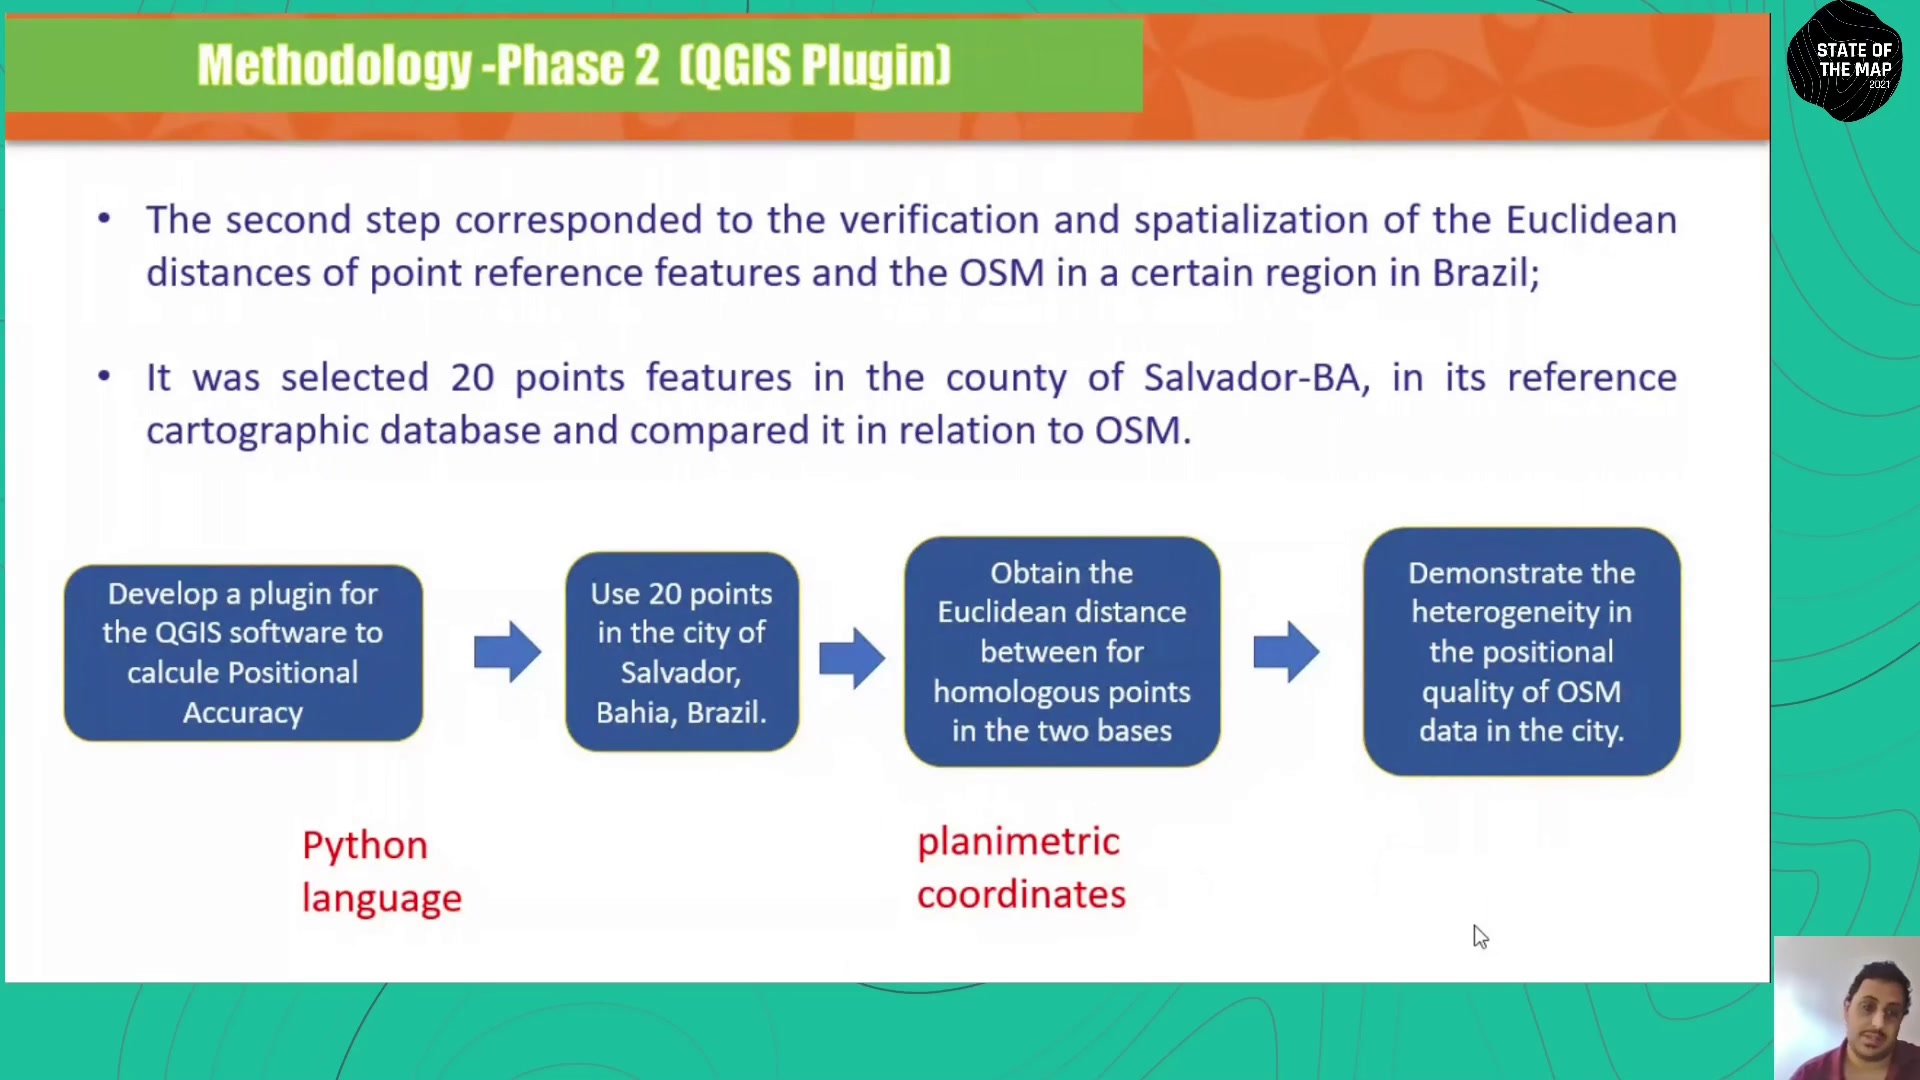 Methodology -Phase 2 (QGIS Plugin)
STATE OF
THE MAP
2021
• The second step corresponded to the verification and spatialization of the Euclidean
distances of point reference features and the OSM in a certain region in Brazil;
• It was selected 20 points features in the county of Salvador-BA, in its reference
cartographic database and compared it in relation to OSM.
Develop a plugin for
the QGIS software to
calcule Positional
Accuracy
Use 20 points
in the city of
Salvador,
Bahia, Brazil.
Obtain the
Euclidean distance
between for
homologous points
in the two bases
Demonstrate the
heterogeneity in
the positional
quality of OSM
data in the city.
Python
language
planimetric
coordinates